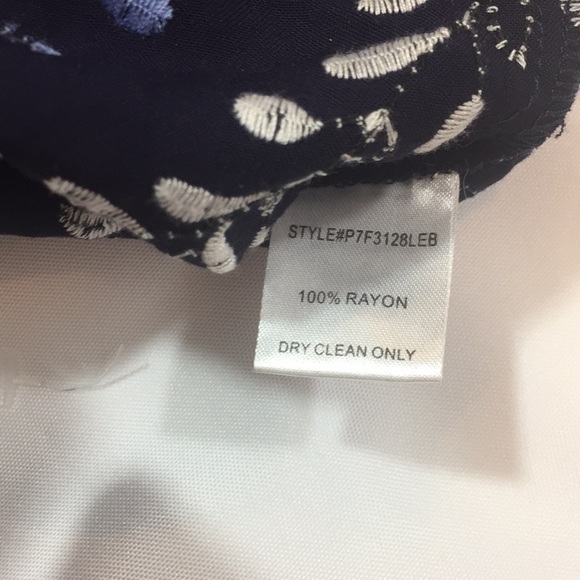 STYLE#P7F3128LEB
100% RAYON
DRY CLEAN ONLY